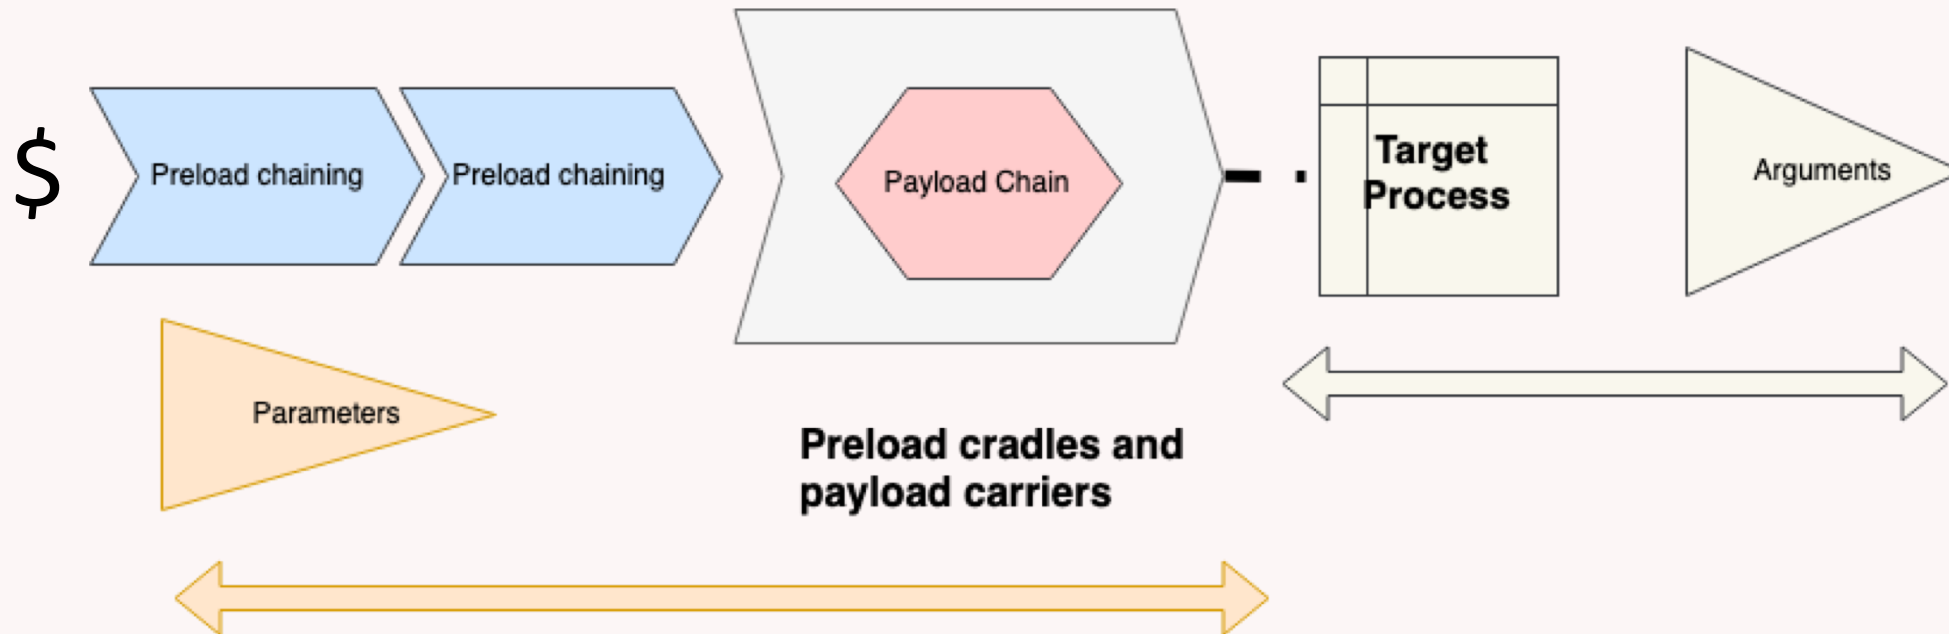 $
Preload chaining
Preload chaining
Payload Chain
Target
Process
Arguments
Parameters
Preload cradles and
payload carriers